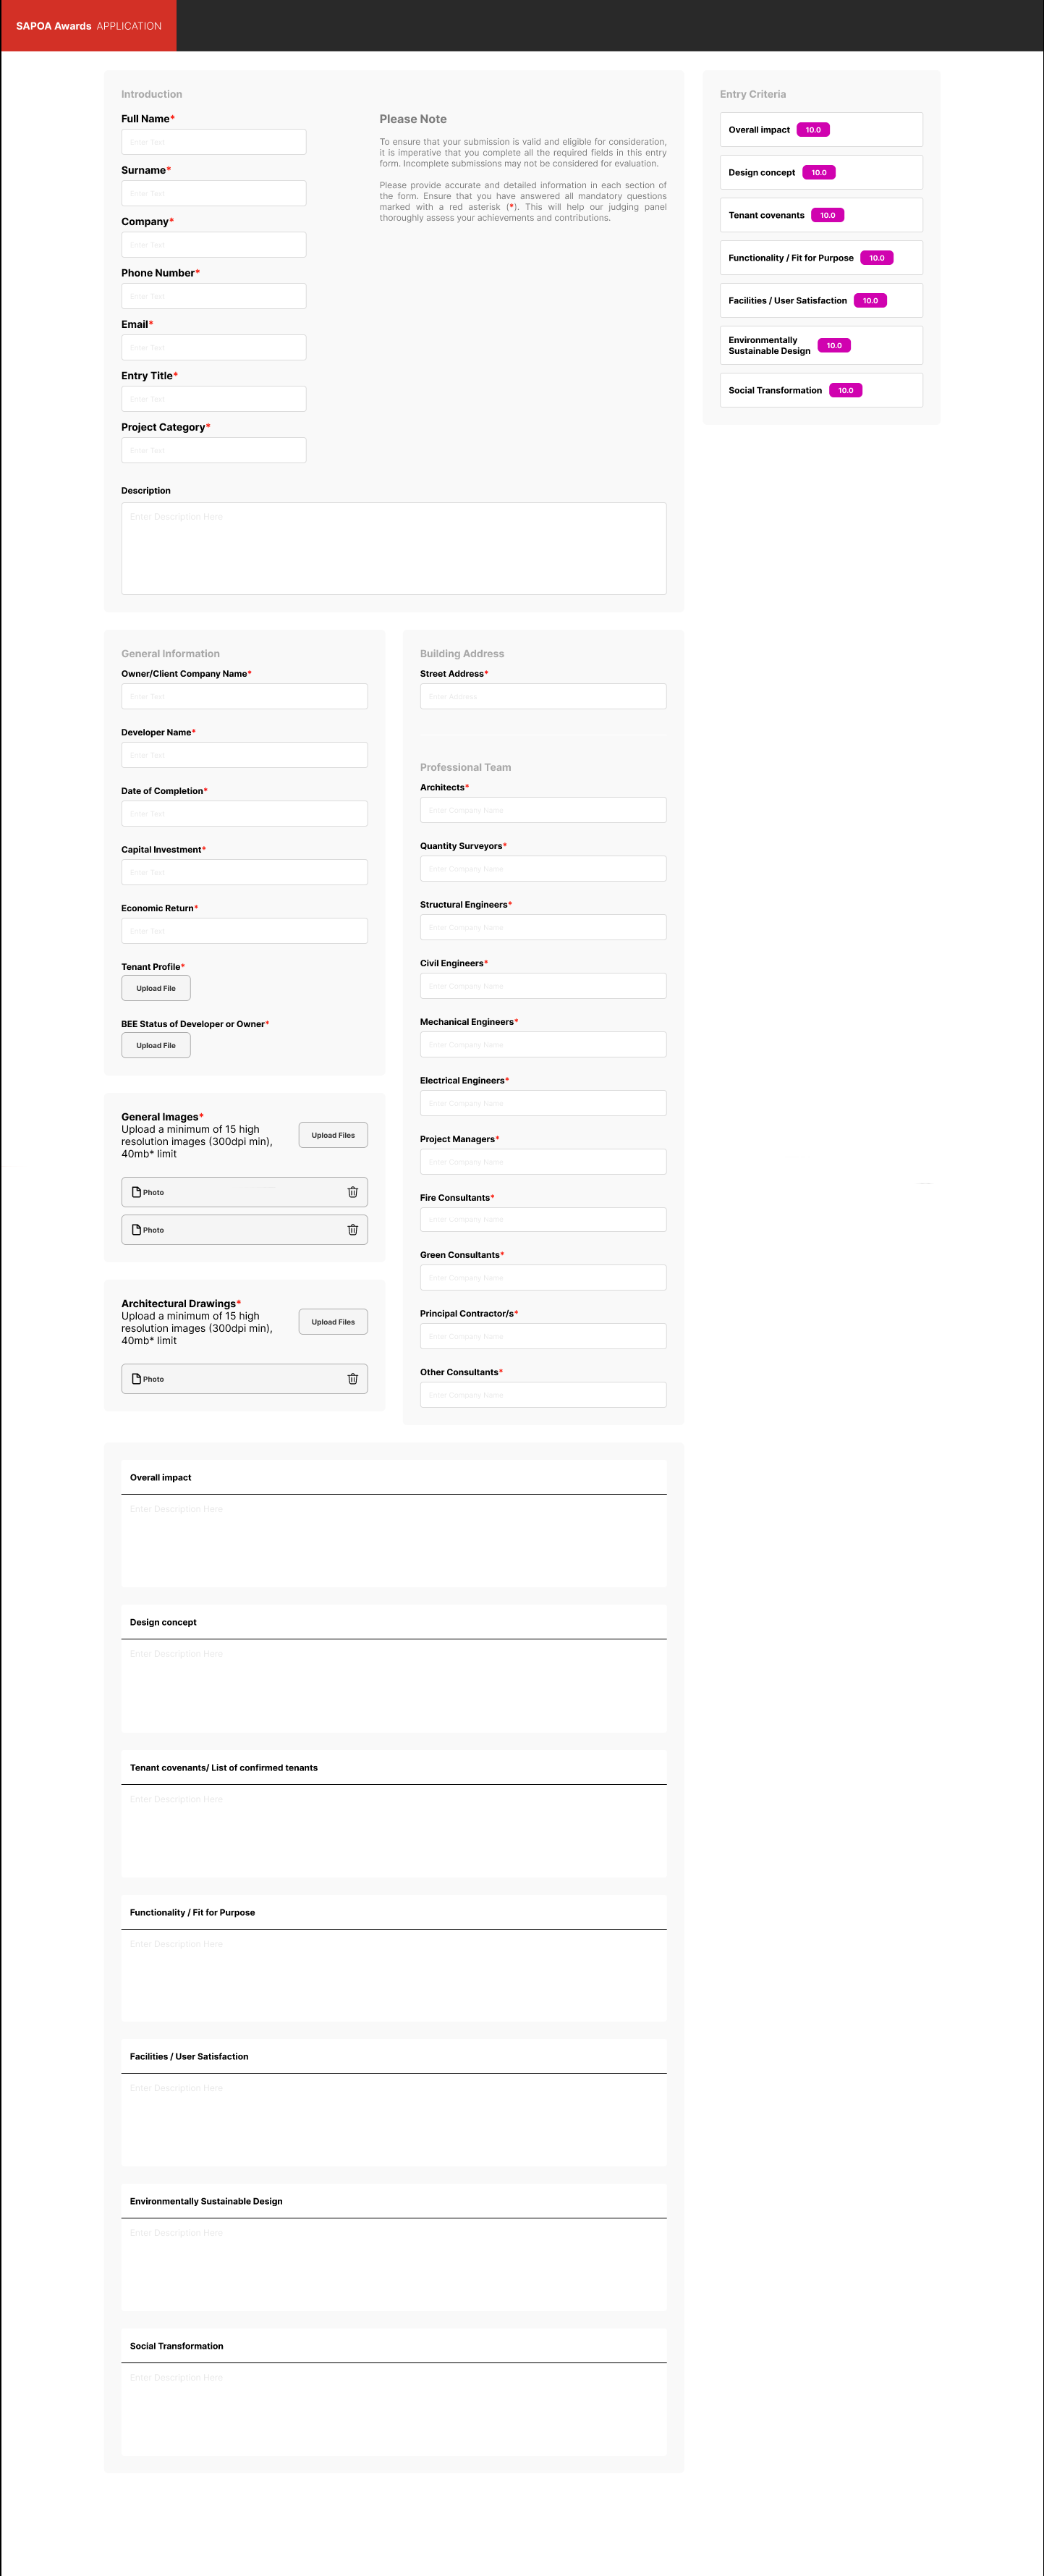 SAPOA Awards APPLICATION
Introduction
Full Name*
Enter Text
Surname*
Enter Text
Company*
Enter Text
Phone Number*
Enter Text
Email*
Enter Text
Entry Title*
Enter Text
Project Category*
Enter Text
Please Note
To ensure that your submission is valid and eligible for consideration,
it is imperative that you complete all the required fields in this entry
form. Incomplete submissions may not be considered for evaluation.
Please provide accurate and detailed information in each section of
the form. Ensure that you have answered all mandatory questions
marked with a red asterisk (*). This will help our judging panel
thoroughly assess your achievements and contributions.
Description
Enter Description Here
Entry Criteria
Overall impact 10.0
Design concept 10.0
Tenant covenants 10.0
Functionality / Fit for Purpose 10.0
Facilities / User Satisfaction 10.0
Environmentally
Sustainable Design 10.0
Social Transformation 10.0
General Information
Owner/Client Company Name*
Enter Text
Developer Name*
Enter Text
Date of Completion*
Enter Text
Capital Investment*
Enter Text
Economic Return*
Enter Text
Tenant Profile*
Upload File
BEE Status of Developer or Owner*
Upload File
General Images*
Upload a minimum of 15 high
resolution images (300dpi min),
40mb* limit
Upload Files
Photo
Photo
Architectural Drawings*
Upload a minimum of 15 high
resolution images (300dpi min),
40mb* limit
Upload Files
Photo
Building Address
Street Address*
Enter Address
Professional Team
Architects*
Enter Company Name
Quantity Surveyors*
Enter Company Name
Structural Engineers*
Enter Company Name
Civil Engineers*
Enter Company Name
Mechanical Engineers*
Enter Company Name
Electrical Engineers*
Enter Company Name
Project Managers*
Enter Company Name
Fire Consultants*
Enter Company Name
Green Consultants*
Enter Company Name
Principal Contractor/s*
Enter Company Name
Other Consultants*
Enter Company Name
Overall impact
Enter Description Here
Design concept
Enter Description Here
Tenant covenants/ List of confirmed tenants
Enter Description Here
Functionality / Fit for Purpose
Enter Description Here
Facilities / User Satisfaction
Enter Description Here
Environmentally Sustainable Design
Enter Description Here
Social Transformation
Enter Description Here